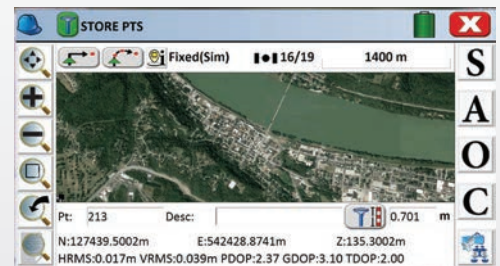 STORE PTS
Fixed(Sim) 16/19 1400 m
S
A
O
C
Pt: 213 Desc: 0.701 m
N:127439.5002m E:542428.8741m Z:135.3002m
HRMS:0.017m VRMS:0.039m PDOP:2.37 GDOP:3.10 TDOP:2.00